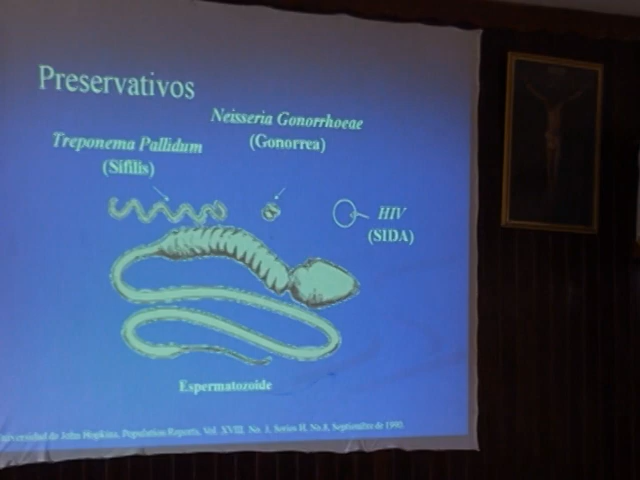 Preservativos
Neisseria Gonorrhoeae
(Gonorrea)
Treponema Pallidum
(Sífilis)
HIV
(SIDA)
Espermatozoide
Universidad de John Hopkins, Population Reports, Vol. XVIII No. 3, Series H, No.8, Septiembre de 1990.